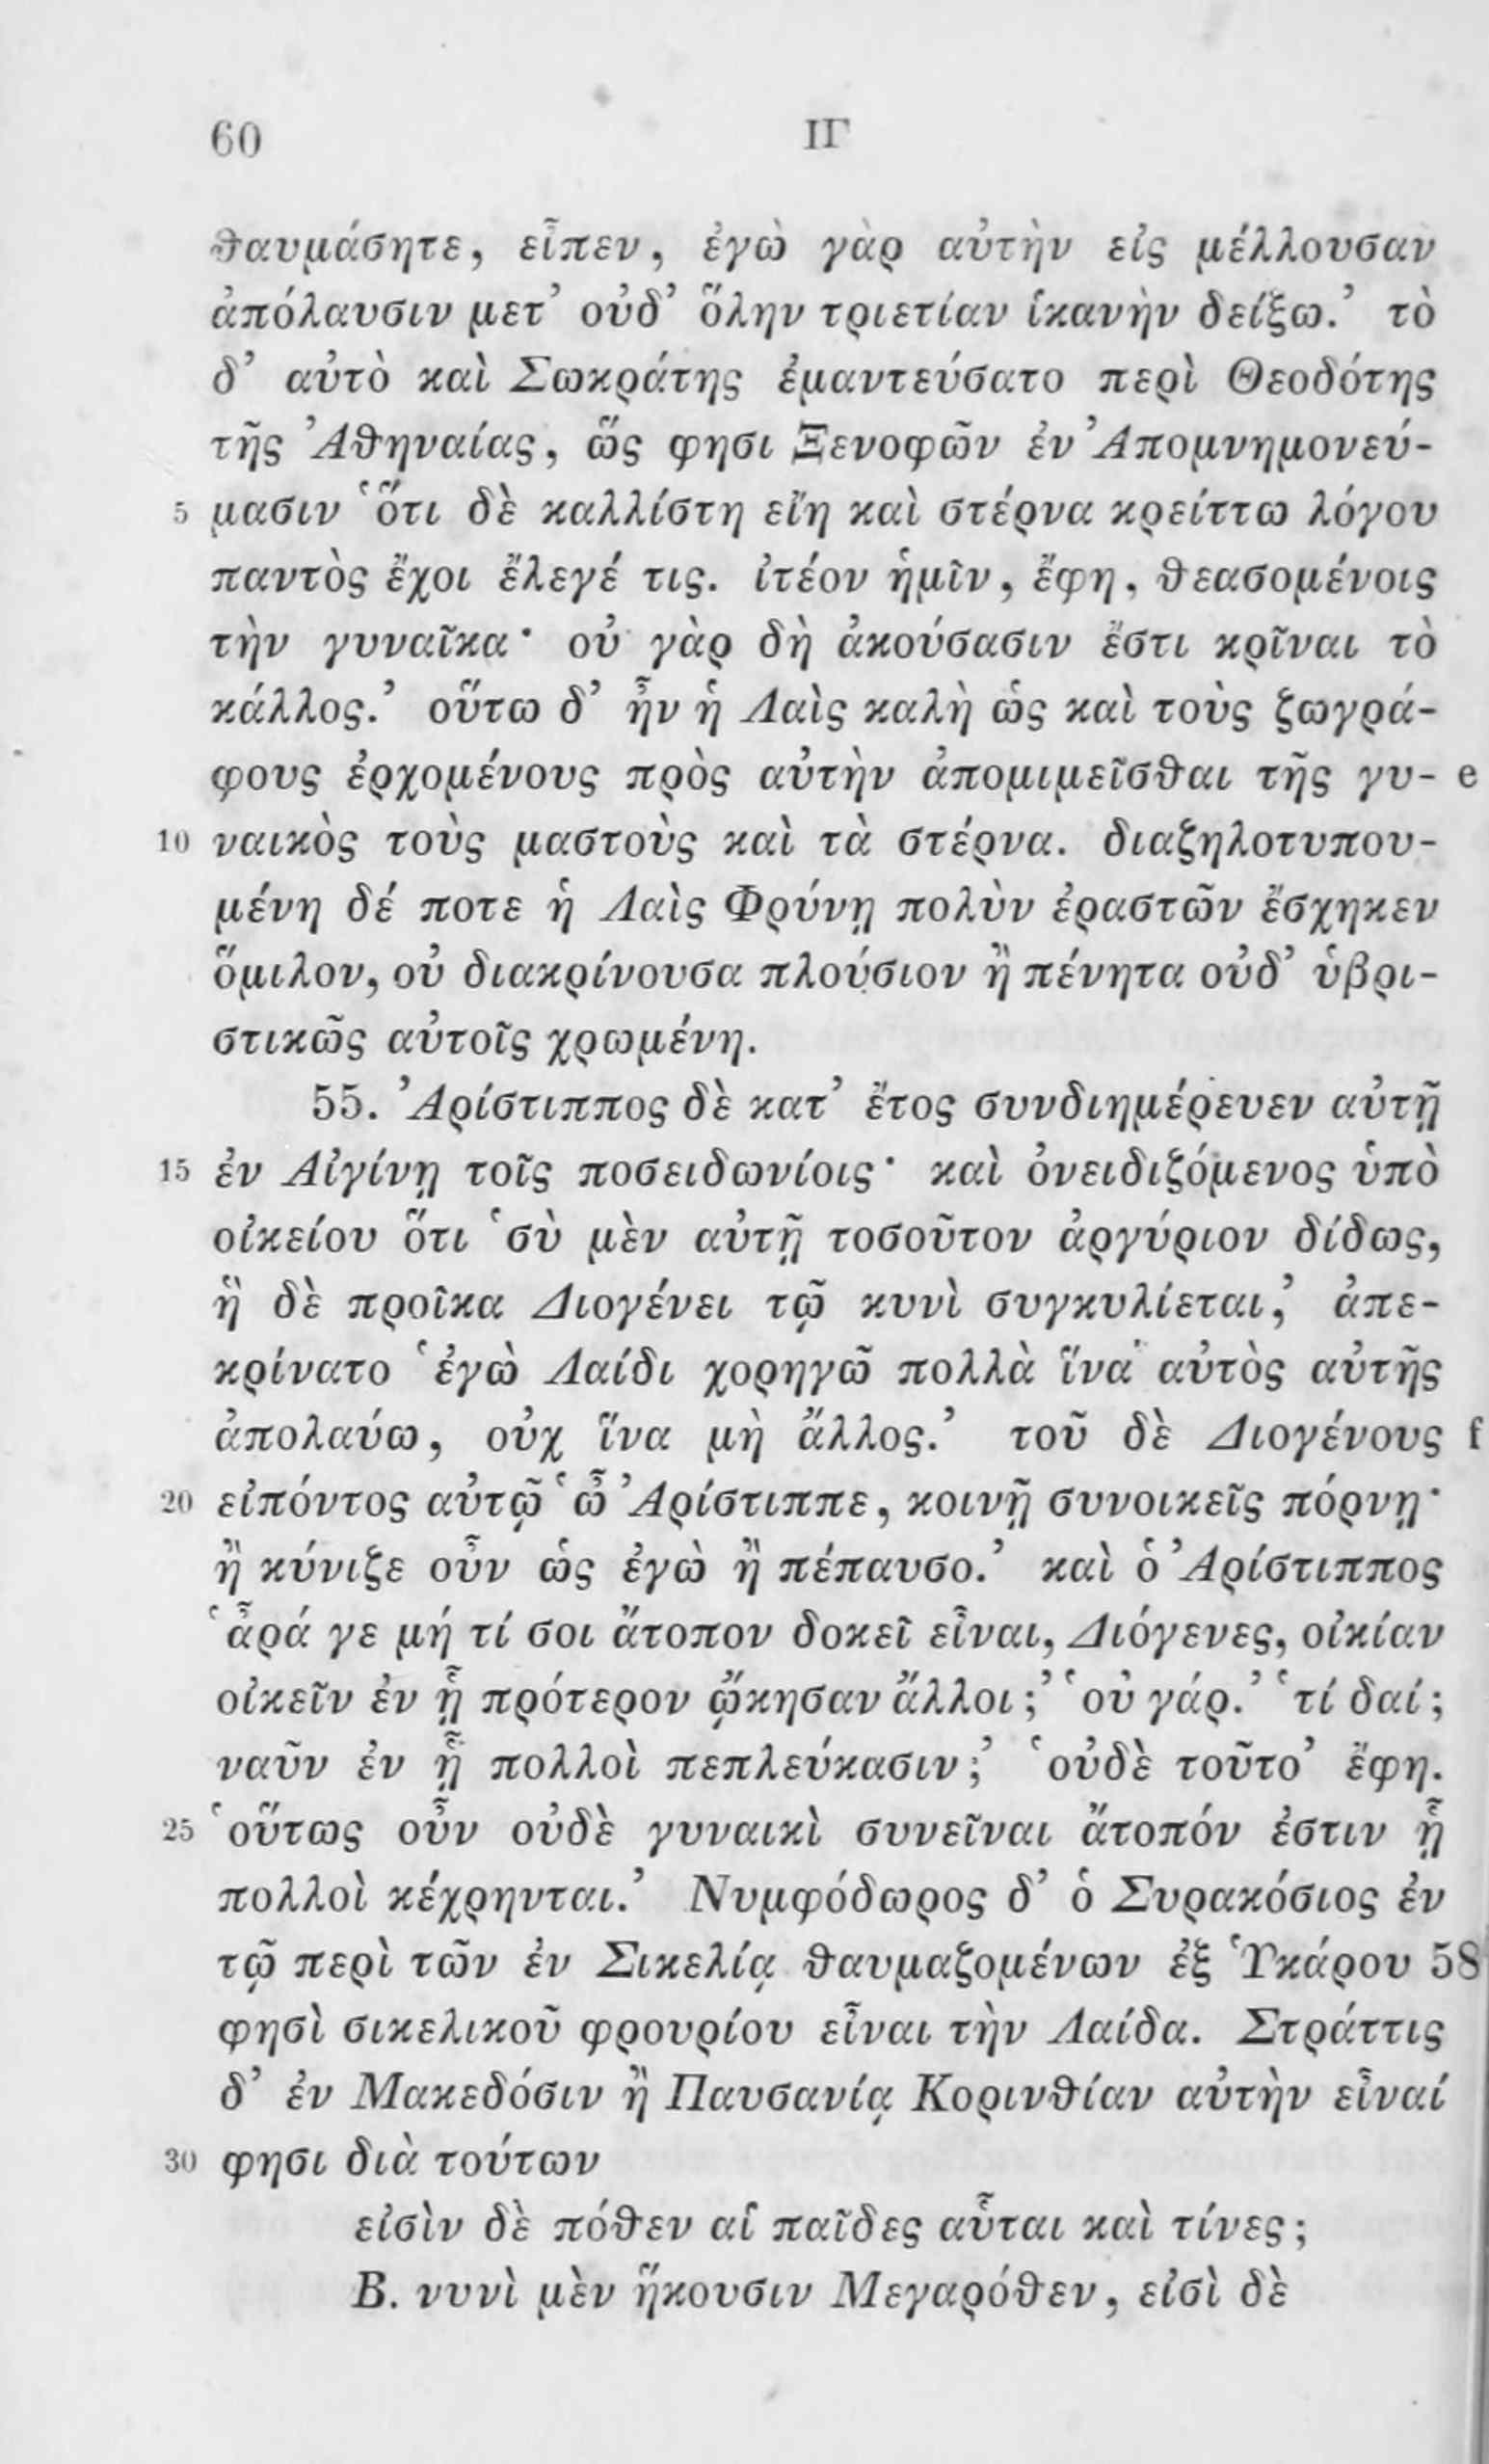 60 ΙΓ
θαυμάσητε, εἶπεν, ἐγὼ γὰρ αὐτὴν εἰς μέλλουσαν
ἀπόλαυσιν μετ’ οὐδ’ ὅλην τριετίαν ἱκανὴν δείξω.’ τὸ
δ’ αὐτὸ καὶ Σωκράτης ἐμαντεύσατο περὶ Θεοδότης
τῆς Ἀθηναίας, ὥς φησι Ξενοφῶν ἐν Ἀπομνημονεύ-
5 μασιν ‘ὅτι δὲ καλλίστη εἴη καὶ στέρνα κρείττω λόγου
παντὸς ἔχοι ἔλεγέ τις. ἰτέον ἡμῖν, ἔφη, θεασομένοις
τὴν γυναῖκα· οὐ γὰρ δὴ ἀκούσασιν ἔστι κρῖναι τὸ
κάλλος.’ οὕτω δ’ ἦν ἡ Λαὶς καλὴ ὡς καὶ τοὺς ζωγρά-
φους ἐρχομένους πρὸς αὐτὴν ἀπομιμεῖσθαι τῆς γυ- e
10 ναικὸς τοὺς μαστοὺς καὶ τὰ στέρνα. διαζηλοτυπου-
μένη δέ ποτε ἡ Λαὶς Φρύνῃ πολὺν ἐραστῶν ἔσχηκεν
ὅμιλον, οὐ διακρίνουσα πλούσιον ἢ πένητα οὐδ’ ὑβρι-
στικῶς αὐτοῖς χρωμένη.
55. Ἀρίστιππος δὲ κατ’ ἔτος συνδιημέρευεν αὐτῇ
15 ἐν Αἰγίνῃ τοῖς ποσειδωνίοις· καὶ ὀνειδιζόμενος ὑπὸ
οἰκείου ὅτι ‘σὺ μὲν αὐτῇ τοσοῦτον ἀργύριον δίδως,
ἣ δὲ προῖκα Διογένει τῷ κυνὶ συγκυλίεται,’ ἀπε-
κρίνατο ‘ἐγὼ Λαίδι χορηγῶ πολλὰ ἵνα αὐτὸς αὐτῆς
ἀπολαύω, οὐχ ἵνα μὴ ἄλλος.’ τοῦ δὲ Διογένους f
20 εἰπόντος αὐτῷ ‘ὦ Ἀρίστιππε, κοινῇ συνοικεῖς πόρνῃ·
ἢ κύνιζε οὖν ὡς ἐγὼ ἢ πέπαυσο.’ καὶ ὁ Ἀρίστιππος
‘ἆρά γε μή τί σοι ἄτοπον δοκεῖ εἶναι, Διόγενες, οἰκίαν
οἰκεῖν ἐν ᾗ πρότερον ᾤκησαν ἄλλοι;’ ‘οὐ γάρ.’ ‘τί δαί;
ναῦν ἐν ᾗ πολλοὶ πεπλεύκασιν;’ ‘οὐδὲ τοῦτο’ ἔφη.
25 ‘οὕτως οὖν οὐδὲ γυναικὶ συνεῖναι ἄτοπόν ἐστιν ᾗ
πολλοὶ κέχρηνται.’ Νυμφόδωρος δ’ ὁ Συρακόσιος ἐν
τῷ περὶ τῶν ἐν Σικελίᾳ θαυμαζομένων ἐξ Ὑκάρου 58
φησὶ σικελικοῦ φρουρίου εἶναι τὴν Λαίδα. Στράττις
δ’ ἐν Μακεδόσιν ἢ Παυσανίᾳ Κορινθίαν αὐτὴν εἶναί
30 φησι διὰ τούτων
εἰσὶν δὲ πόθεν αἱ παῖδες αὗται καὶ τίνες;
Β. νυνὶ μὲν ἥκουσιν Μεγαρόθεν, εἰσὶ δὲ